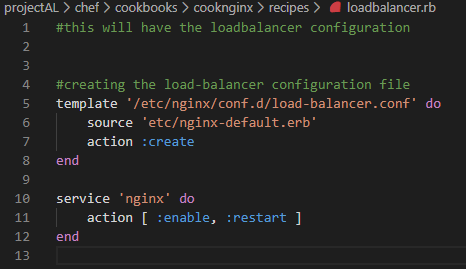 projectAL > chef > cookbooks > cooknginx > recipes > loadbalancer.rb
1 #this will have the loadbalancer configuration
2
3
4 #creating the load-balancer configuration file
5 template '/etc/nginx/conf.d/load-balancer.conf' do
6     source 'etc/nginx-default.erb'
7     action :create
8 end
9
10 service 'nginx' do
11     action [ :enable, :restart ]
12 end
13